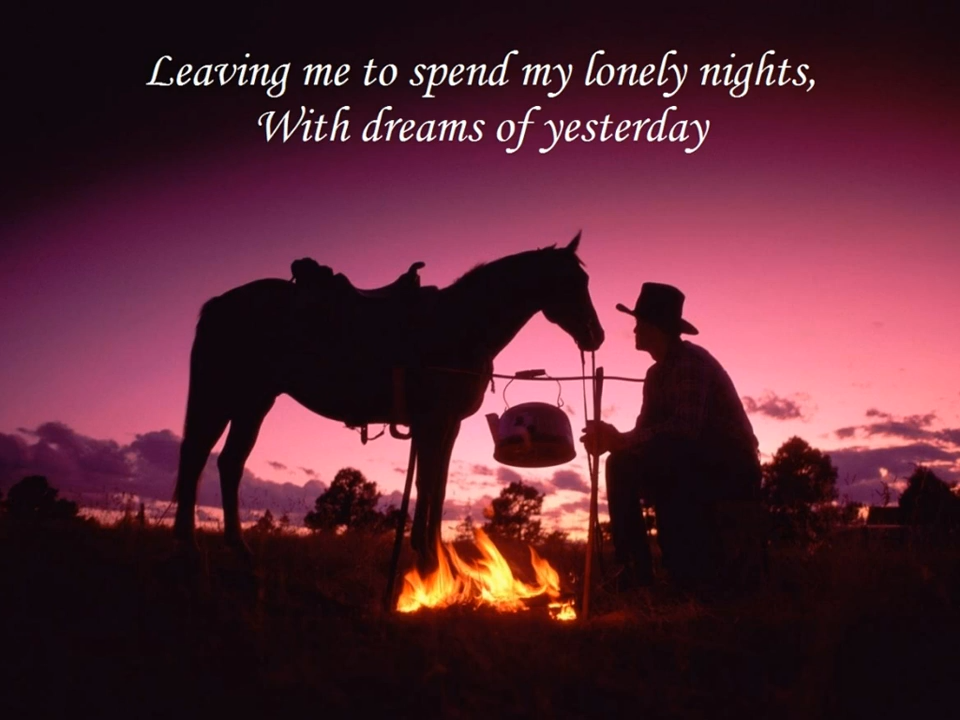 Leaving me to spend my lonely nights,
With dreams of yesterday